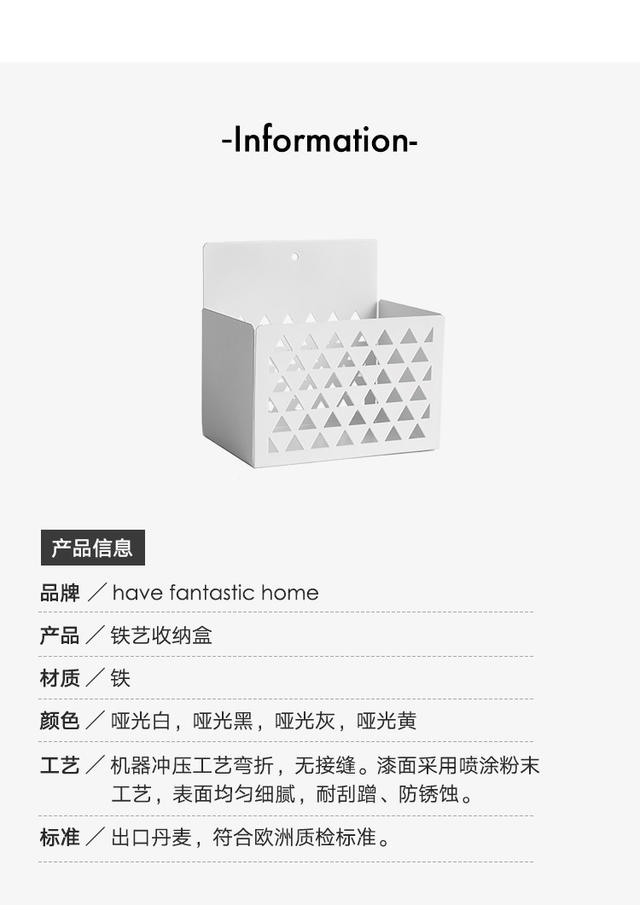 -Information-
产品信息
品牌／have fantastic home
产品／铁艺收纳盒
材质／铁
颜色／哑光白，哑光黑，哑光灰，哑光黄
工艺／机器冲压工艺弯折，无接缝。漆面采用喷涂粉末
工艺，表面均匀细腻，耐刮蹭、防锈蚀。
标准／出口丹麦，符合欧洲质检标准。